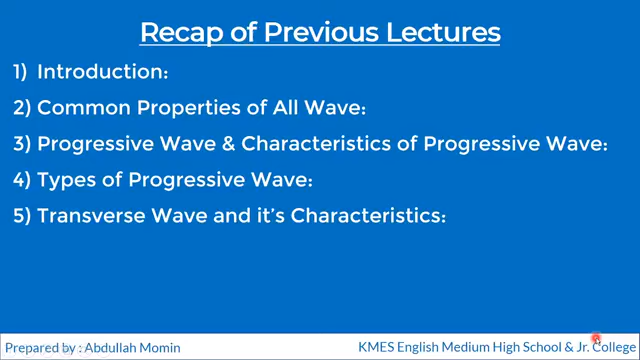 Recap of Previous Lectures
1) Introduction:
2) Common Properties of All Wave:
3) Progressive Wave & Characteristics of Progressive Wave:
4) Types of Progressive Wave:
5) Transverse Wave and it's Characteristics:
Prepared by : Abdullah Momin
KMES English Medium High School & Jr. College